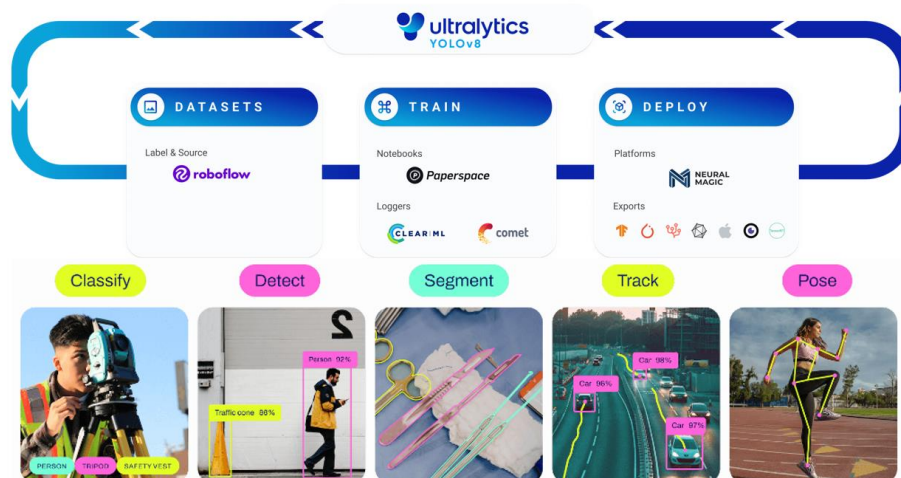 ultralytics
YOLOv8
DATASETS
Label & Source
roboflow
TRAIN
Notebooks
Paperspace
Loggers
CLEAR|ML
comet
DEPLOY
Platforms
NEURAL
MAGIC
Exports
Classify
Detect
Segment
Track
Pose
PERSON
TRIPOD
SAFETY VEST
2
Person 92%
Traffic cone 86%
Car 98%
Car 96%
Car 97%